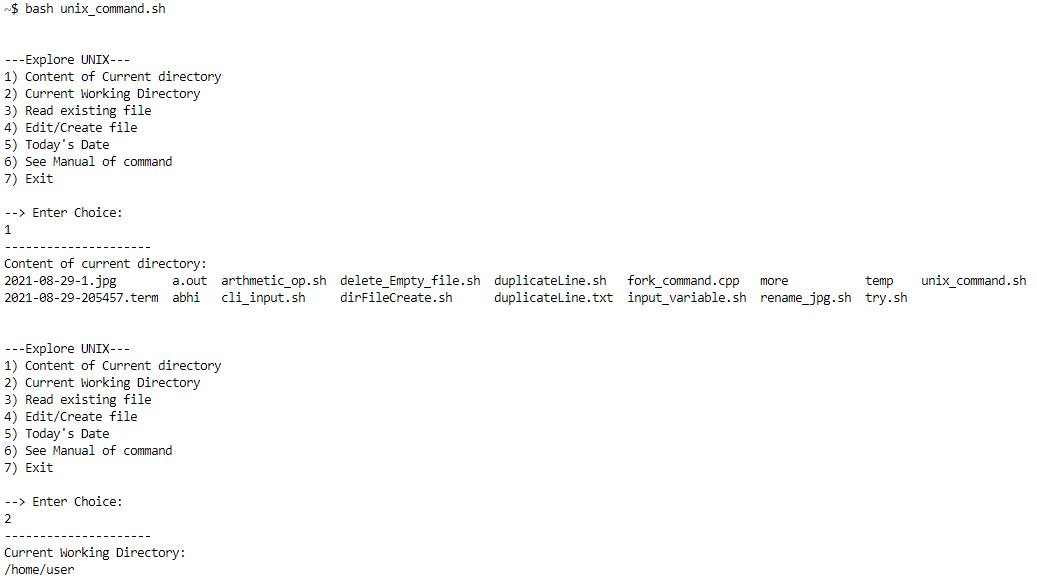 ~$ bash unix_command.sh
---Explore UNIX---
1) Content of Current directory
2) Current Working Directory
3) Read existing file
4) Edit/Create file
5) Today's Date
6) See Manual of command
7) Exit
--> Enter Choice:
1
---------------------
Content of current directory:
2021-08-29-1.jpg a.out arthmetic_op.sh delete_Empty_file.sh duplicateLine.sh fork_command.cpp more temp unix_command.sh
2021-08-29-205457.term abhi cli_input.sh dirFileCreate.sh duplicateLine.txt input_variable.sh rename_jpg.sh try.sh
---Explore UNIX---
1) Content of Current directory
2) Current Working Directory
3) Read existing file
4) Edit/Create file
5) Today's Date
6) See Manual of command
7) Exit
--> Enter Choice:
2
---------------------
Current Working Directory:
/home/user